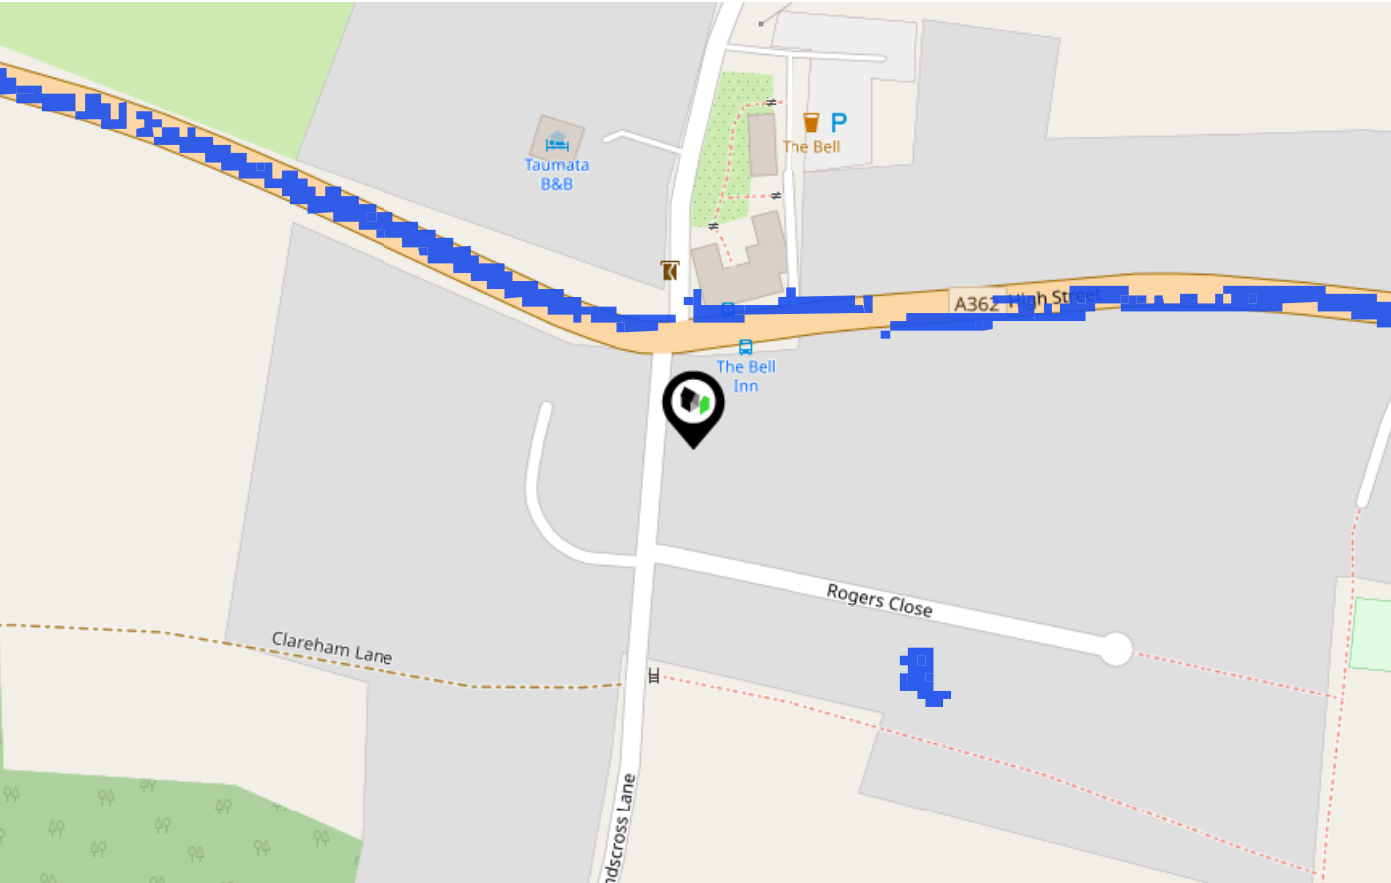 P
The Bell
Taumata
B&B
A362
High Street
The Bell
Inn
Rogers Close
Clareham Lane
ndscross Lane